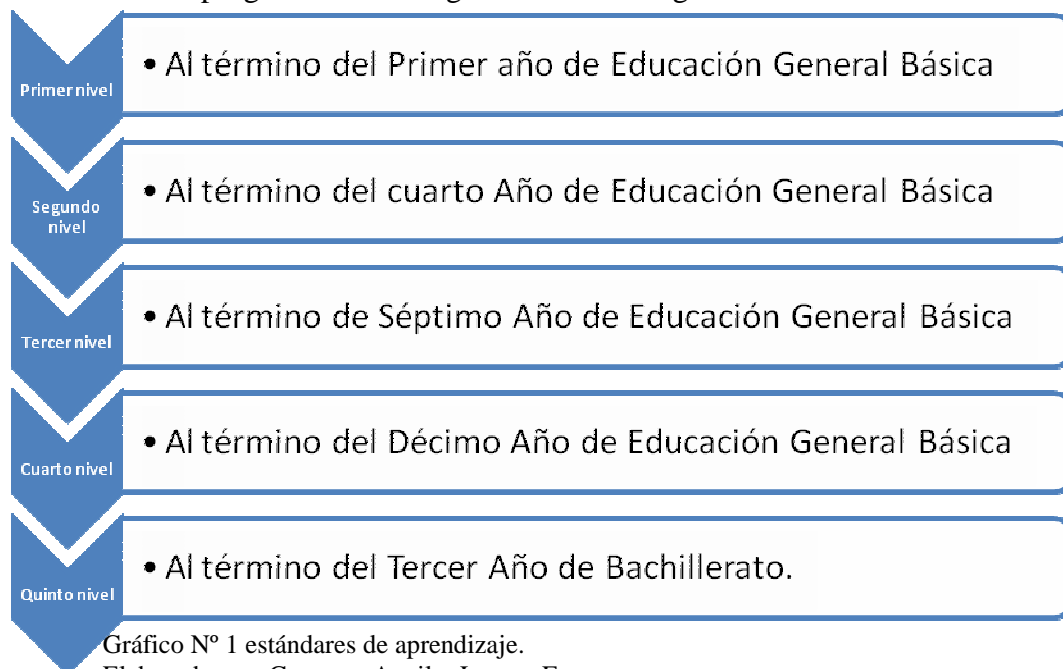 Primer nivel
• Al término del Primer año de Educación General Básica
Segundo
nivel
• Al término del cuarto Año de Educación General Básica
Tercer nivel
• Al término de Séptimo Año de Educación General Básica
Cuarto nivel
• Al término del Décimo Año de Educación General Básica
Quinto nivel
• Al término del Tercer Año de Bachillerato.
Gráfico Nº 1 estándares de aprendizaje.